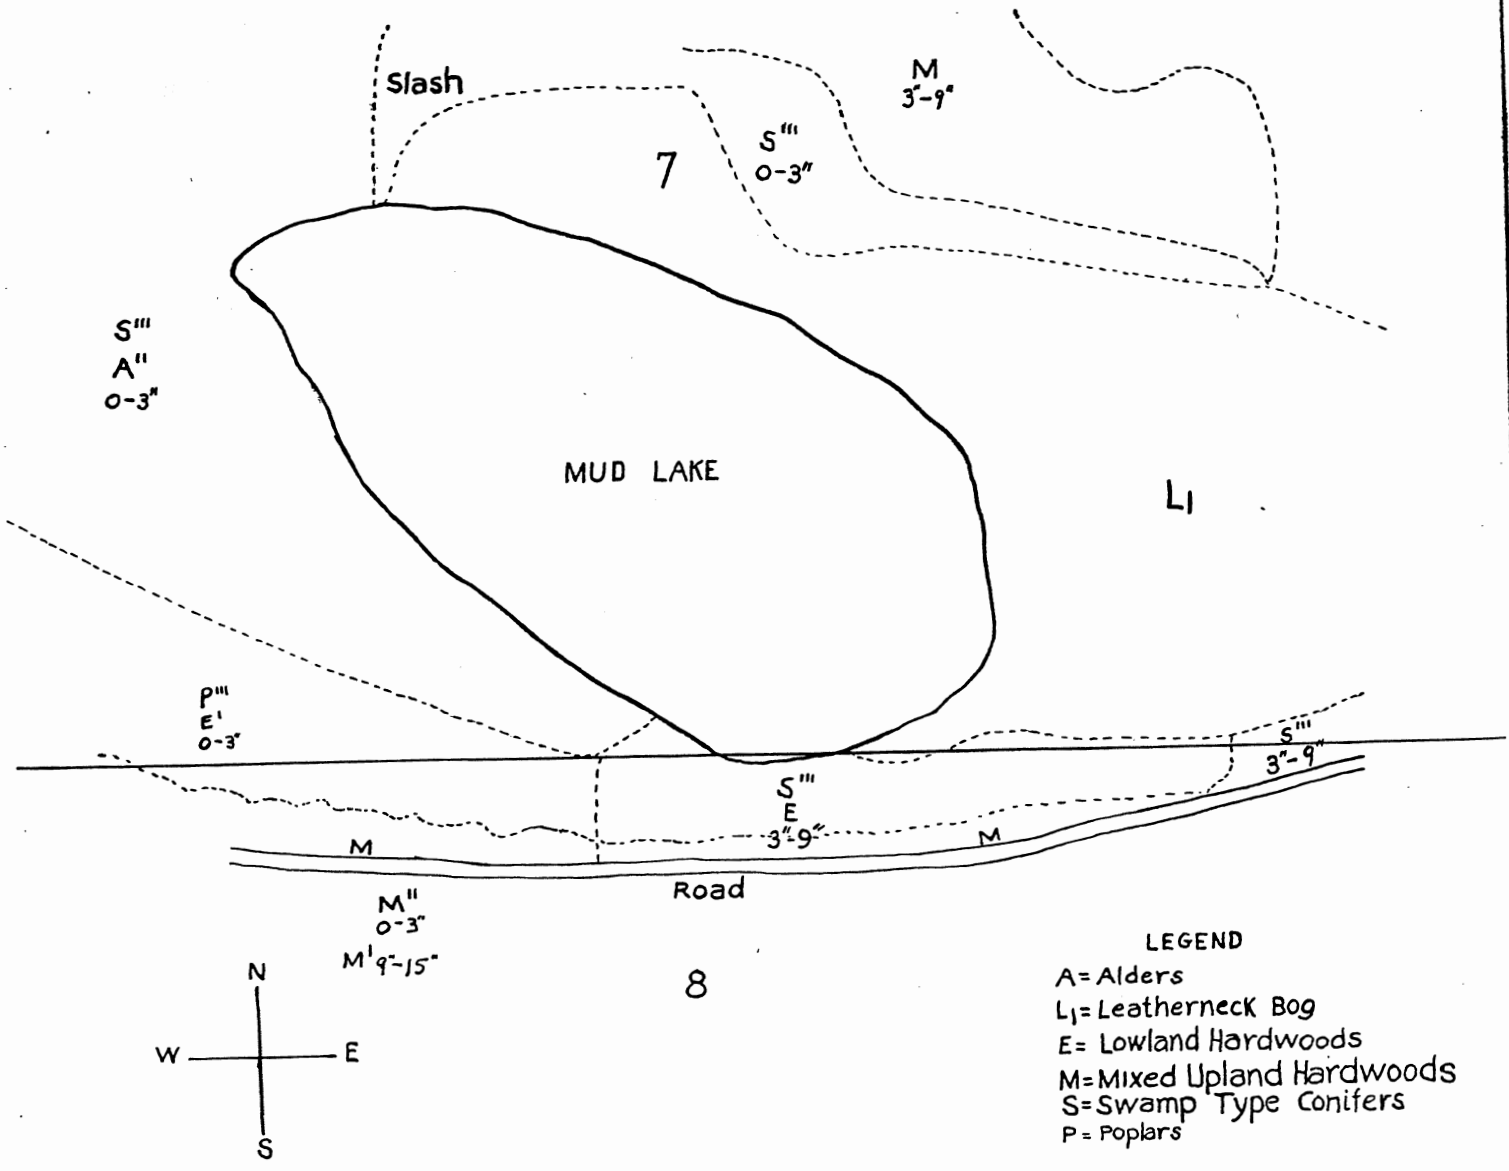 Slash
M
3"-9"
7
S'''
0-3"
S'''
A''
0-3"
MUD LAKE
L₁
P'''
E'
0-3"
S'''
3"-9"
S'''
E
3"-9"
M
M
Road
M''
0-3"
M' 9"-15"
8
N
W
E
S
LEGEND
A= Alders
L₁= Leatherneck Bog
E= Lowland Hardwoods
M= Mixed Upland Hardwoods
S= Swamp Type Conifers
P= Poplars